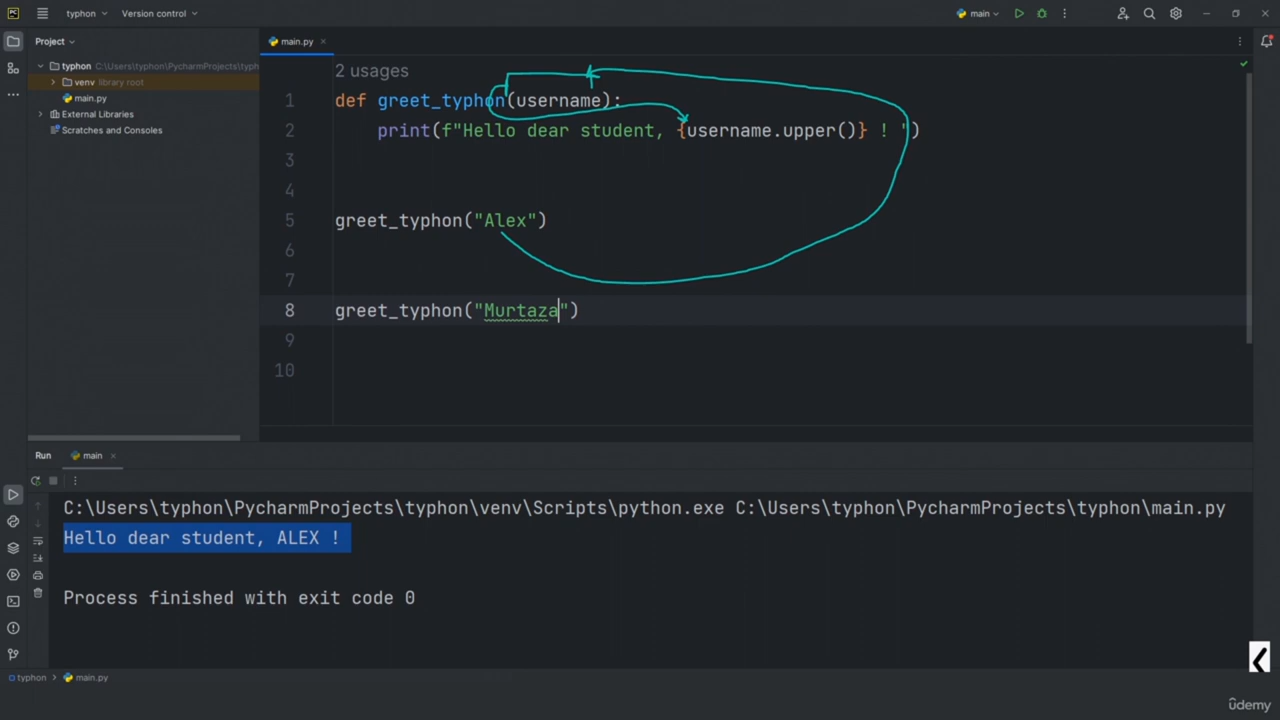 PC typhon Version control main
Project main.py
typhon C:\Users\typhon\PycharmProjects\typhon
venv library root
main.py
External Libraries
Scratches and Consoles
2 usages
1 def greet_typhon(username):
2 print(f"Hello dear student, {username.upper()} ! ")
3
4
5 greet_typhon("Alex")
6
7
8 greet_typhon("Murtaza")
9
10
Run main
C:\Users\typhon\PycharmProjects\typhon\venv\Scripts\python.exe C:\Users\typhon\PycharmProjects\typhon\main.py
Hello dear student, ALEX !
Process finished with exit code 0
typhon > main.py
ûdemy